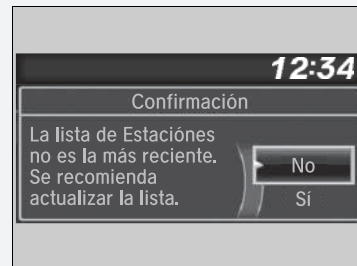 12:34
Confirmación
La lista de Estaciónes
no es la más reciente.
Se recomienda
actualizar la lista.
No
Sí